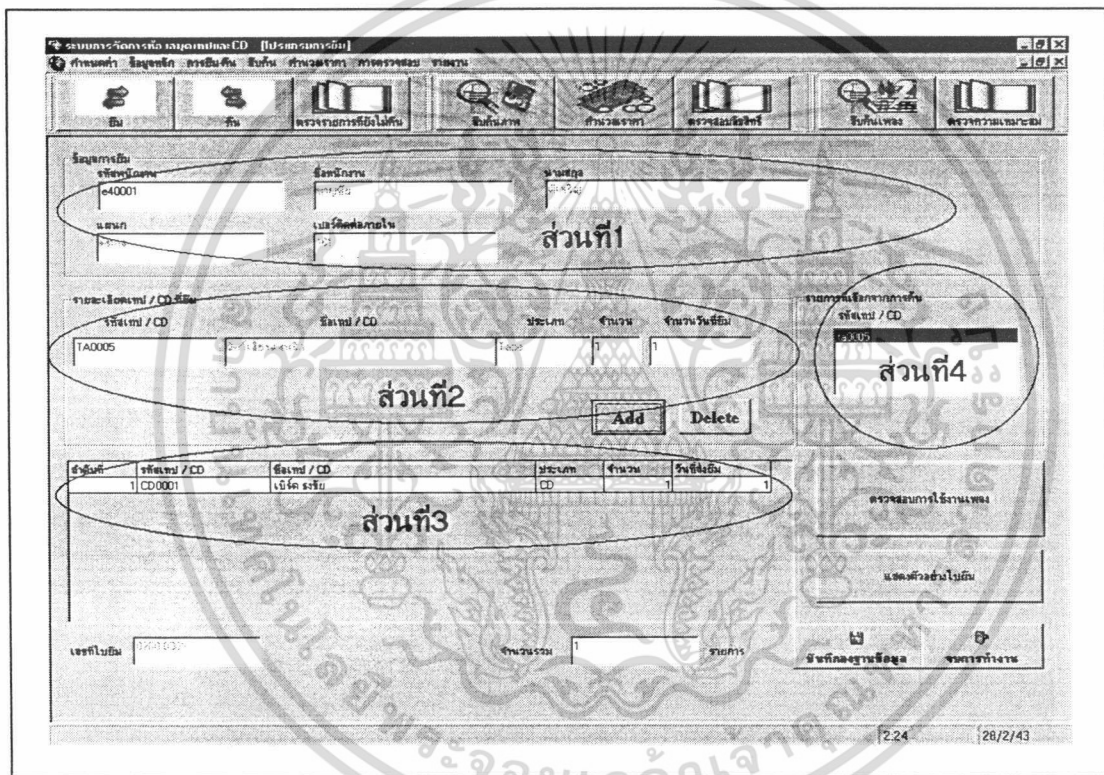 ระบบการจัดการห้องสมุดเทปและCD [โปรแกรมการยืม]
กำหนดค่า ข้อมูลหลัก การยืม-คืน สืบค้น คำนวณราคา การตรวจสอบ รายงาน
ยืม คืน ตรวจรายการที่ยังไม่คืน สืบค้นภาพ คำนวณราคา ตรวจสอบลิขสิทธิ์ สืบค้นเพลง ตรวจความเหมาะสม
ข้อมูลการยืม
รหัสพนักงาน ชื่อพนักงาน นามสกุล
e40001
แผนก เบอร์ติดต่อภายใน
ส่วนที่1
รายละเอียดเทป / CD ที่ยืม รายการที่เลือกจากการค้น
รหัสเทป / CD ชื่อเทป / CD ประเภท จำนวน จำนวนวันที่ยืม รหัสเทป / CD
TA0005 Tape 1 1 ta0005
ส่วนที่2 ส่วนที่4
Add Delete
ลำดับที่ รหัสเทป / CD ชื่อเทป / CD ประเภท จำนวน วันที่ส่งยืม
1 CD0001 เบิร์ด ธงชัย CD 1 1
ส่วนที่3
ตรวจสอบการใช้งานเพลง
แสดงตัวอย่างใบยืม
เลขที่ใบยืม จำนวนรวม 1 รายการ
บันทึกลงฐานข้อมูล จบการทำงาน
2:24 28/2/43